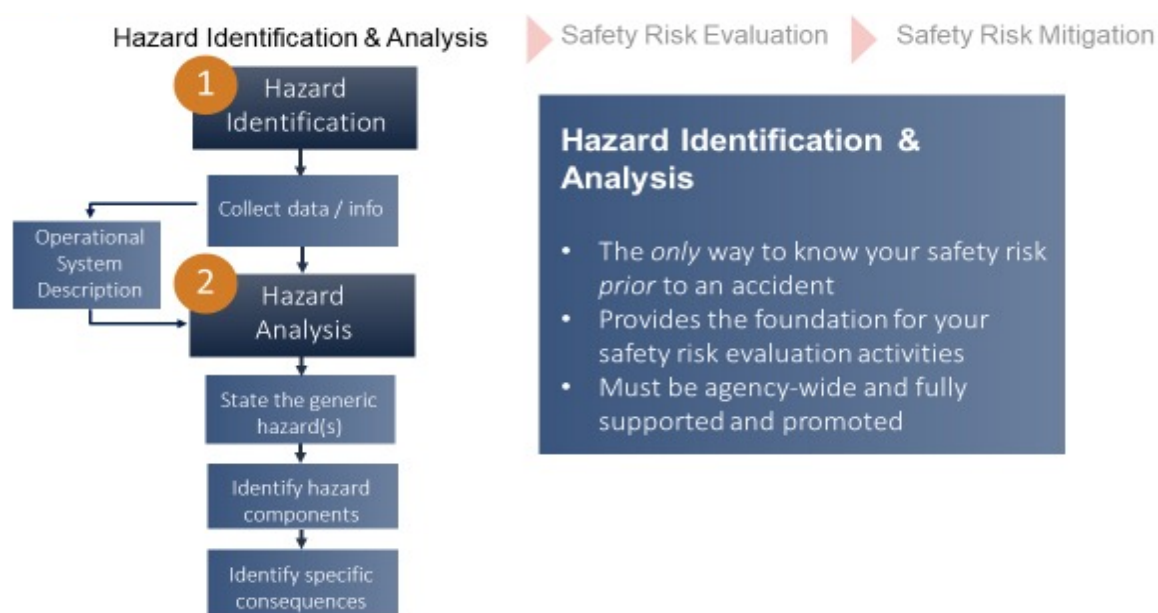 Hazard Identification & Analysis
Safety Risk Evaluation
Safety Risk Mitigation
1
Hazard
Identification
Collect data / info
Operational
System
Description
2
Hazard
Analysis
State the generic
hazard(s)
Identify hazard
components
Identify specific
consequences
Hazard Identification &
Analysis
• The only way to know your safety risk
prior to an accident
• Provides the foundation for your
safety risk evaluation activities
• Must be agency-wide and fully
supported and promoted